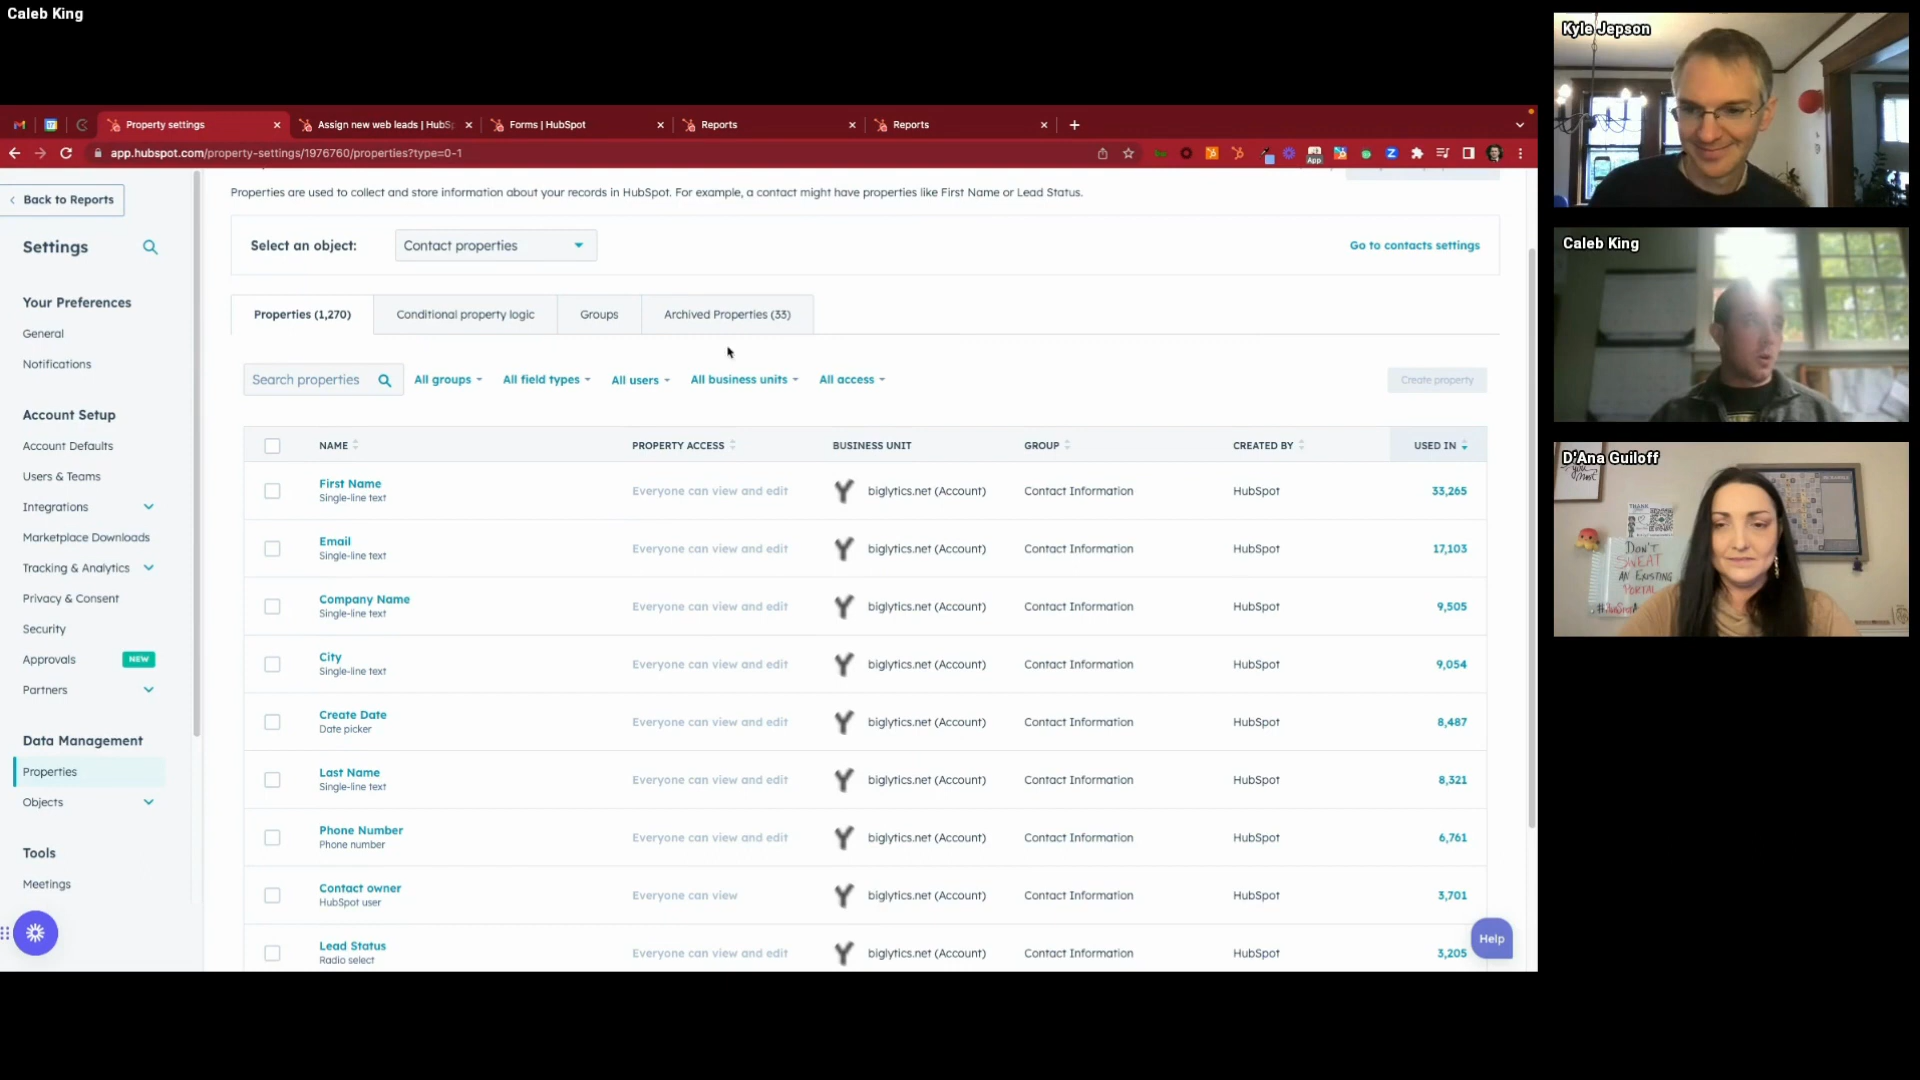 Caleb King
Property settings
Assign new web leads | HubS
Forms | HubSpot
Reports
Reports
app.hubspot.com/property-settings/1976760/properties?type=0-1
Back to Reports
Settings
Your Preferences
General
Notifications
Account Setup
Account Defaults
Users & Teams
Integrations
Marketplace Downloads
Tracking & Analytics
Privacy & Consent
Security
Approvals NEW
Partners
Data Management
Properties
Objects
Tools
Meetings
Properties are used to collect and store information about your records in HubSpot. For example, a contact might have properties like First Name or Lead Status.
Select an object: Contact properties Go to contacts settings
Properties (1,270) Conditional property logic Groups Archived Properties (33)
Search properties All groups All field types All users All business units All access Create property
NAME PROPERTY ACCESS BUSINESS UNIT GROUP CREATED BY USED IN
First Name Everyone can view and edit biglytics.net (Account) Contact Information HubSpot 33,265
Single-line text
Email Everyone can view and edit biglytics.net (Account) Contact Information HubSpot 17,103
Single-line text
Company Name Everyone can view and edit biglytics.net (Account) Contact Information HubSpot 9,505
Single-line text
City Everyone can view and edit biglytics.net (Account) Contact Information HubSpot 9,054
Single-line text
Create Date Everyone can view and edit biglytics.net (Account) Contact Information HubSpot 8,487
Date picker
Last Name Everyone can view and edit biglytics.net (Account) Contact Information HubSpot 8,321
Single-line text
Phone Number Everyone can view and edit biglytics.net (Account) Contact Information HubSpot 6,761
Phone number
Contact owner Everyone can view biglytics.net (Account) Contact Information HubSpot 3,701
HubSpot user
Lead Status Everyone can view and edit biglytics.net (Account) Contact Information HubSpot 3,205
Radio select
Help
Kyle Jepson
Caleb King
D'Ana Guiloff
THANK
DON'T
SWEAT
AN EXISTING
PORTAL